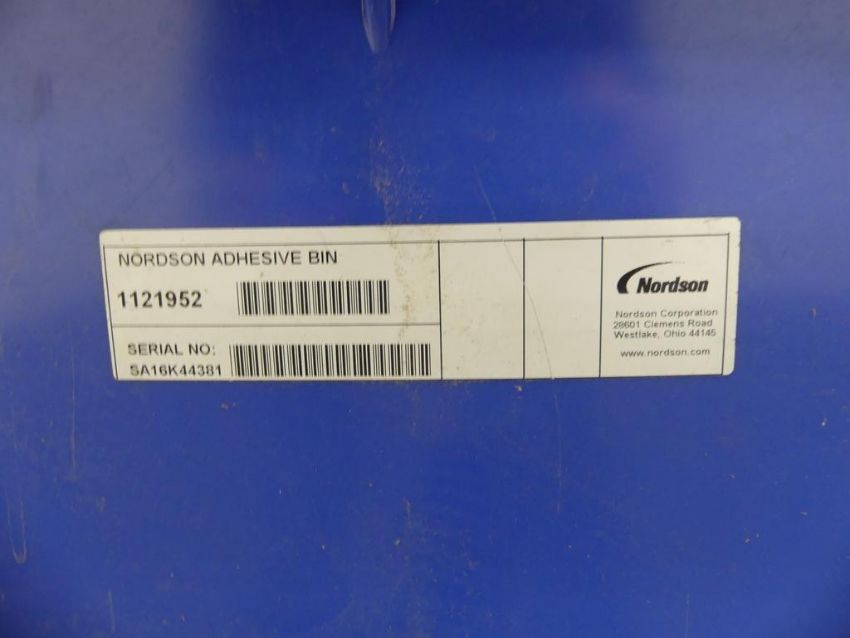 NORDSON ADHESIVE BIN
1121952
SERIAL NO:
SA16K44381
Nordson
Nordson Corporation
28601 Clemens Road
Westlake, Ohio 44145
www.nordson.com